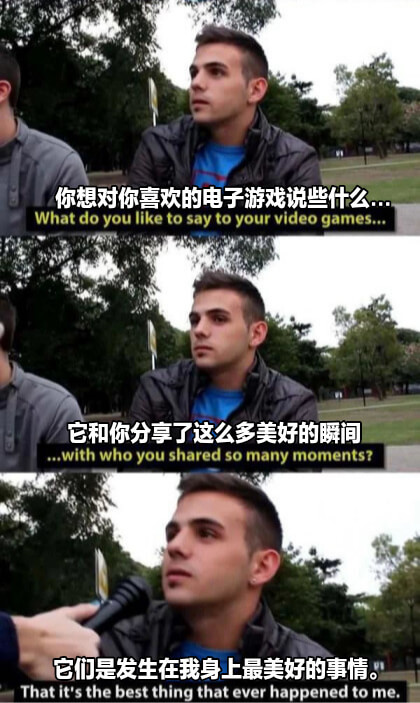 你想对你喜欢的电子游戏说些什么...
What do you like to say to your video games...
它和你分享了这么多美好的瞬间
...with who you shared so many moments?
它们是发生在我身上最美好的事情。
That it's the best thing that ever happened to me.